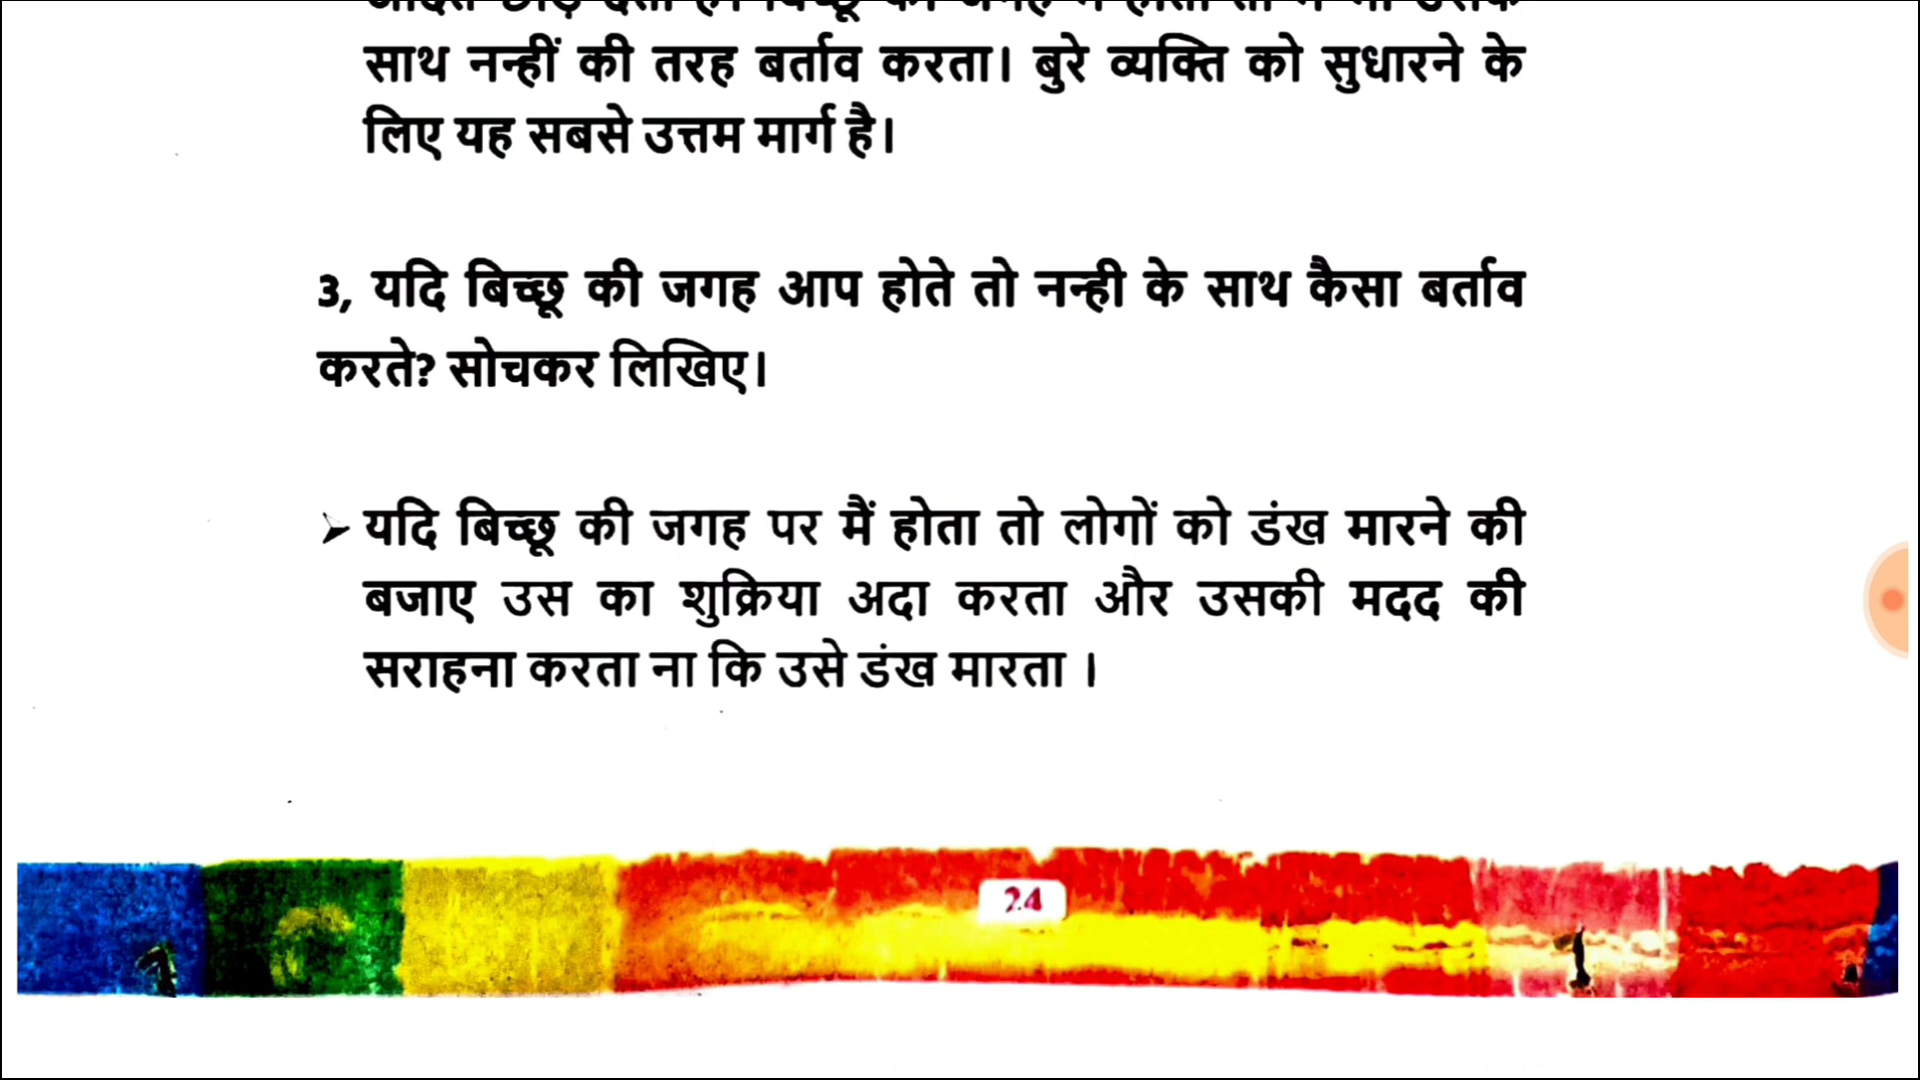 साथ नन्हीं की तरह बर्ताव करता। बुरे व्यक्ति को सुधारने के
लिए यह सबसे उत्तम मार्ग है।
3, यदि बिच्छू की जगह आप होते तो नन्ही के साथ कैसा बर्ताव
करते? सोचकर लिखिए।
➢ यदि बिच्छू की जगह पर मैं होता तो लोगों को डंख मारने की
बजाए उस का शुक्रिया अदा करता और उसकी मदद की
सराहना करता ना कि उसे डंख मारता ।
24